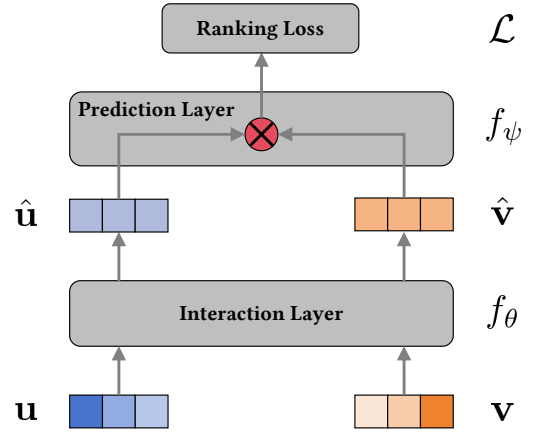 Ranking Loss
ℒ
Prediction Layer
f_ψ
û
v̂
Interaction Layer
f_θ
u
v